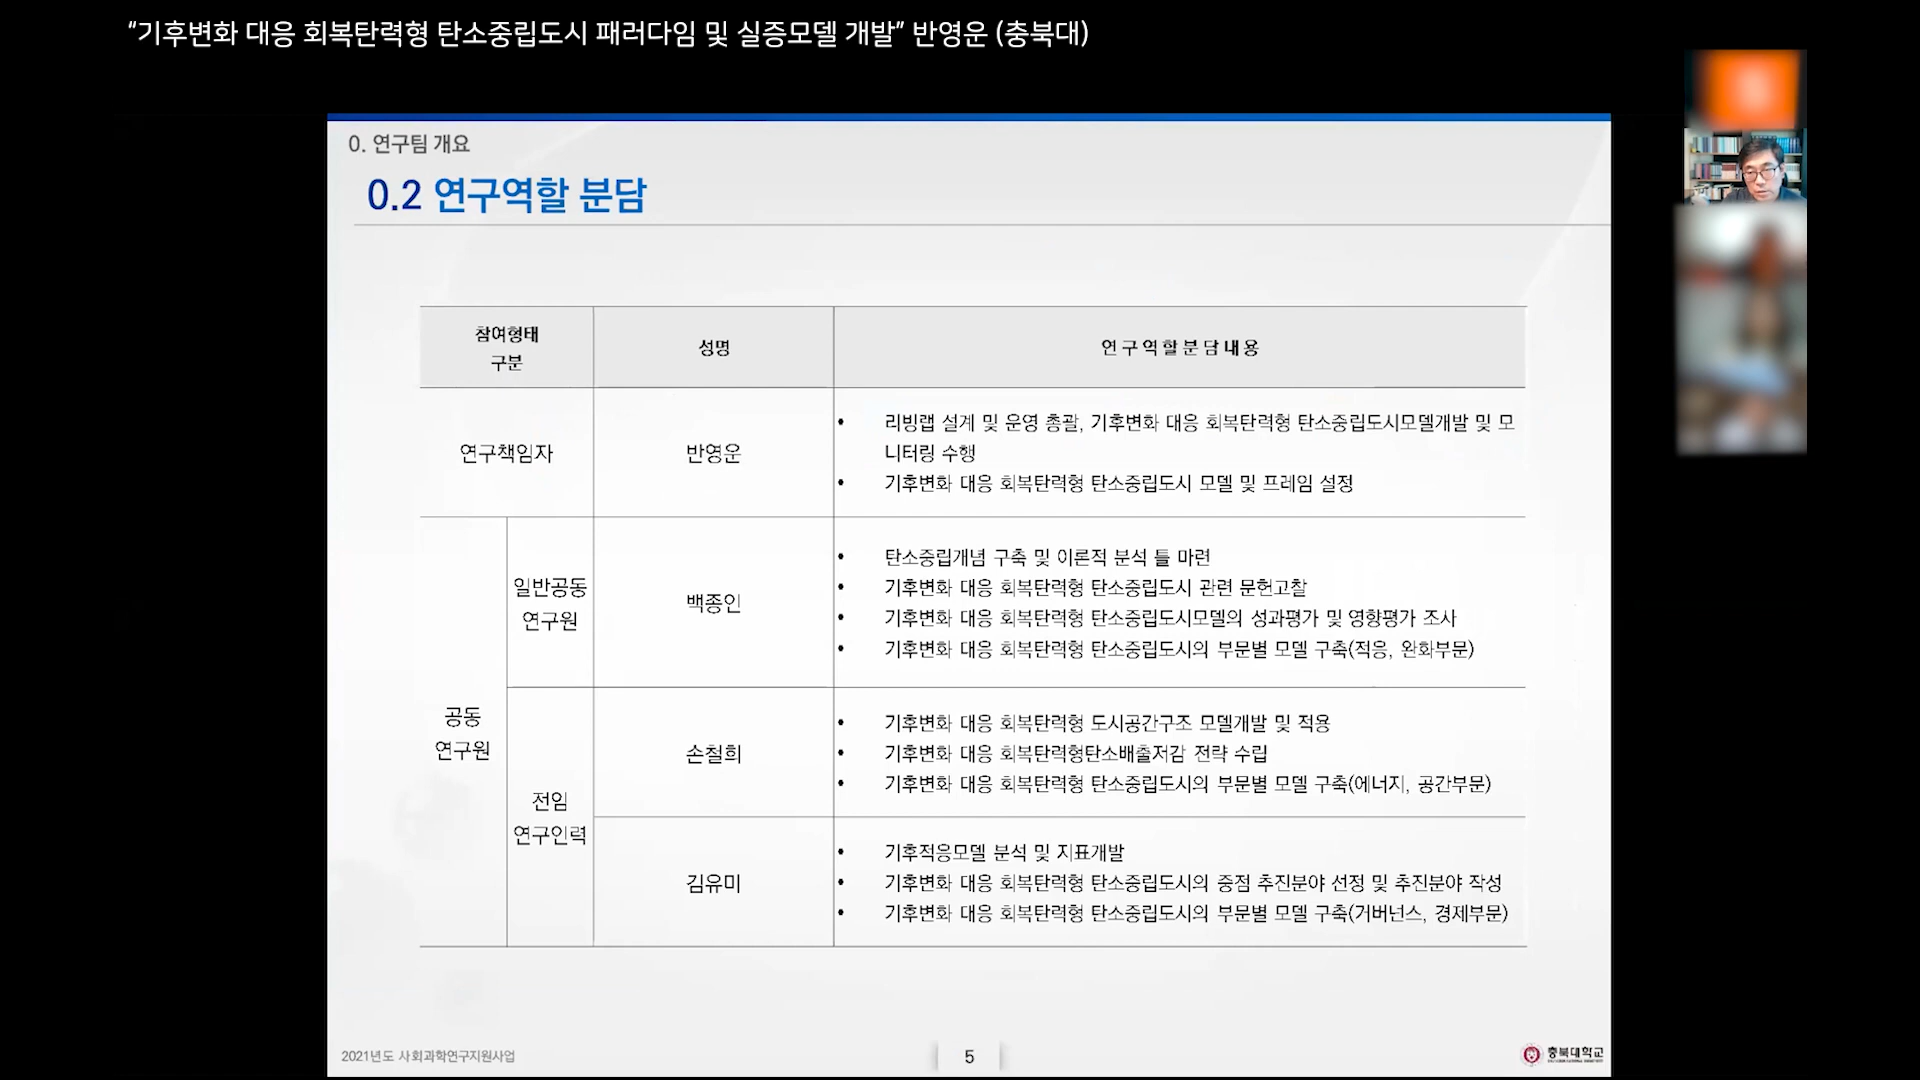 “기후변화 대응 회복탄력형 탄소중립도시 패러다임 및 실증모델 개발” 반영운 (충북대)
0. 연구팀 개요
0.2 연구역할 분담
참여형태
구분
성명
연구역할분담내용
연구책임자
반영운
• 리빙랩 설계 및 운영 총괄, 기후변화 대응 회복탄력형 탄소중립도시모델개발 및 모
니터링 수행
• 기후변화 대응 회복탄력형 탄소중립도시 모델 및 프레임 설정
공동
연구원
일반공동
연구원
백종인
• 탄소중립개념 구축 및 이론적 분석 틀 마련
• 기후변화 대응 회복탄력형 탄소중립도시 관련 문헌고찰
• 기후변화 대응 회복탄력형 탄소중립도시모델의 성과평가 및 영향평가 조사
• 기후변화 대응 회복탄력형 탄소중립도시의 부문별 모델 구축(적응, 완화부문)
전임
연구인력
손철희
• 기후변화 대응 회복탄력형 도시공간구조 모델개발 및 적용
• 기후변화 대응 회복탄력형탄소배출저감 전략 수립
• 기후변화 대응 회복탄력형 탄소중립도시의 부문별 모델 구축(에너지, 공간부문)
김유미
• 기후적응모델 분석 및 지표개발
• 기후변화 대응 회복탄력형 탄소중립도시의 중점 추진분야 선정 및 추진분야 작성
• 기후변화 대응 회복탄력형 탄소중립도시의 부문별 모델 구축(거버넌스, 경제부문)
2021년도 사회과학연구지원사업
5
충북대학교